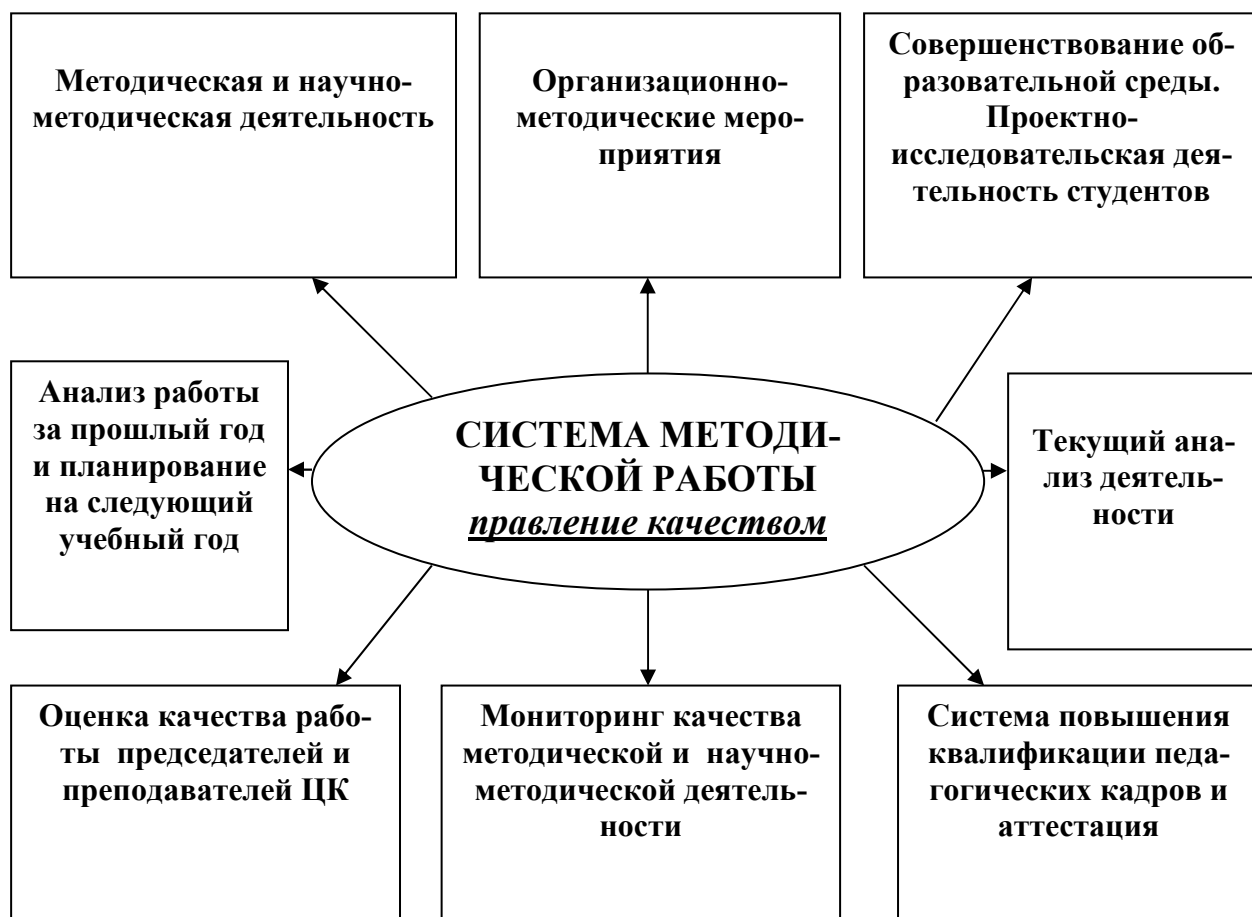 Методическая и научно-
методическая деятельность
Организационно-
методические меро-
приятия
Совершенствование об-
разовательной среды.
Проектно-
исследовательская дея-
тельность студентов
Анализ работы
за прошлый год
и планирование
на следующий
учебный год
СИСТЕМА МЕТОДИ-
ЧЕСКОЙ РАБОТЫ
правление качеством
Текущий ана-
лиз деятель-
ности
Оценка качества рабо-
ты председателей и
преподавателей ЦК
Мониторинг качества
методической и научно-
методической деятель-
ности
Система повышения
квалификации педа-
гогических кадров и
аттестация